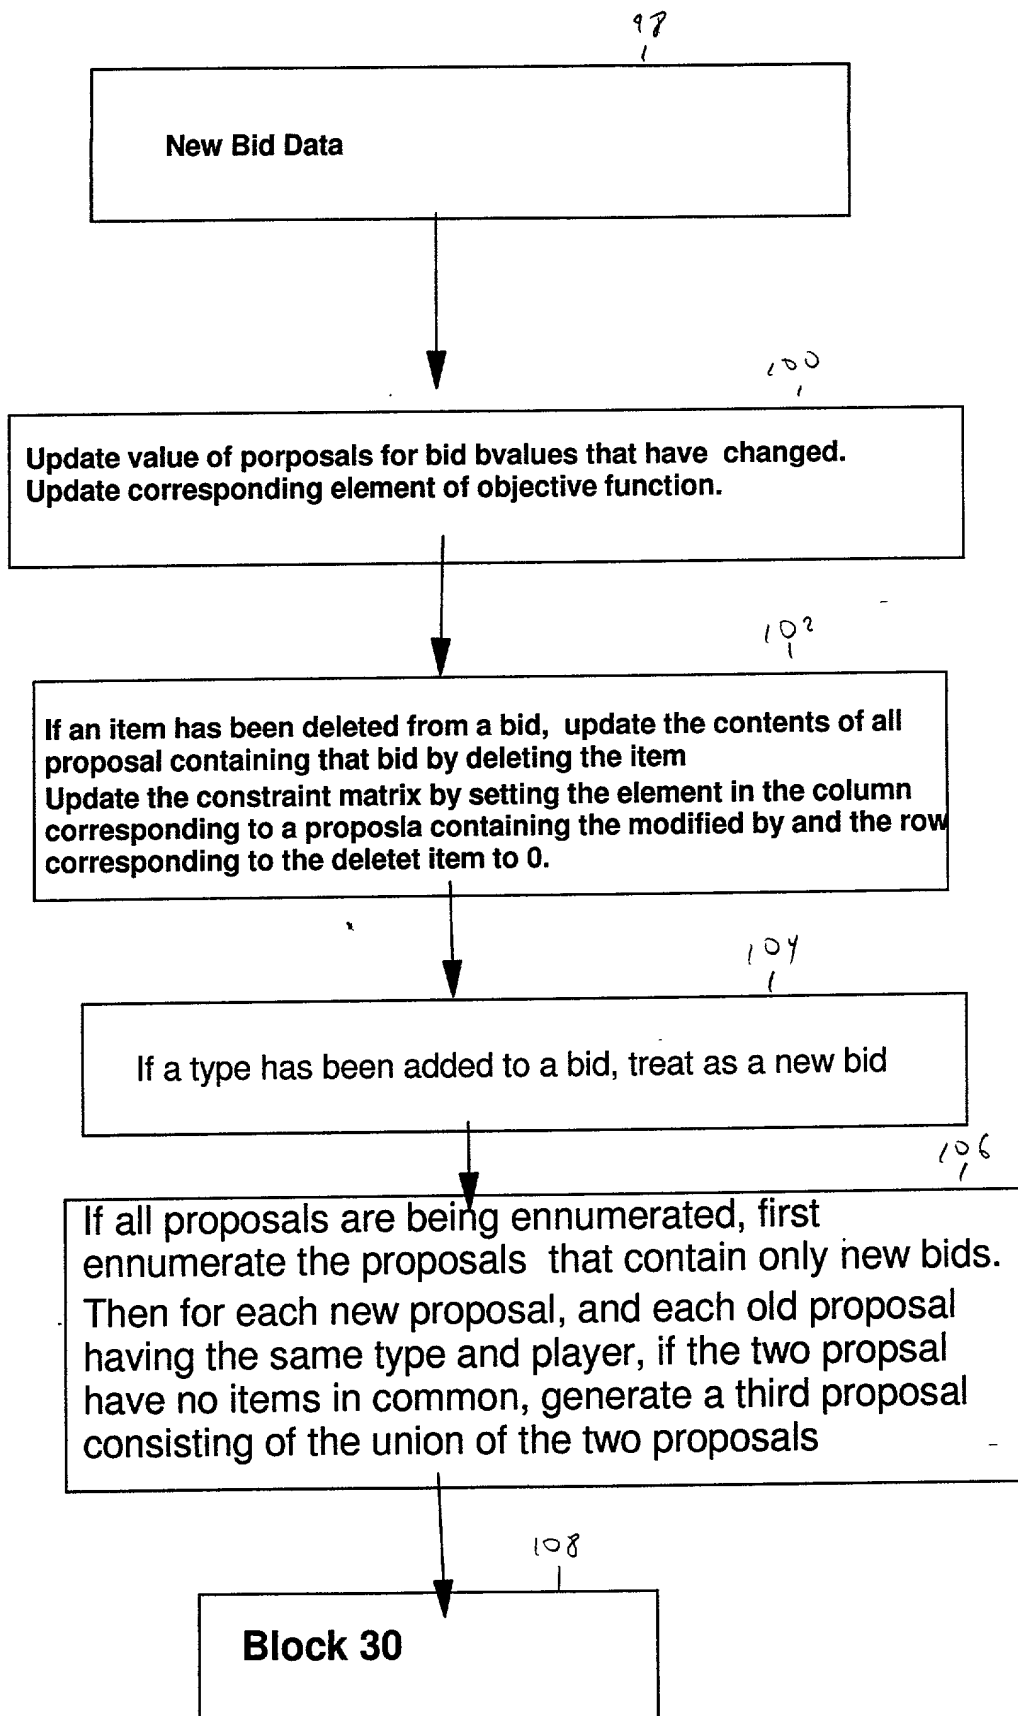 98
New Bid Data
100
Update value of porposals for bid bvalues that have changed.
Update corresponding element of objective function.
102
If an item has been deleted from a bid, update the contents of all
proposal containing that bid by deleting the item
Update the constraint matrix by setting the element in the column
corresponding to a proposla containing the modified by and the row
corresponding to the deletet item to 0.
104
If a type has been added to a bid, treat as a new bid
106
If all proposals are being ennumerated, first
ennumerate the proposals that contain only new bids.
Then for each new proposal, and each old proposal
having the same type and player, if the two propsal
have no items in common, generate a third proposal
consisting of the union of the two proposals
108
Block 30